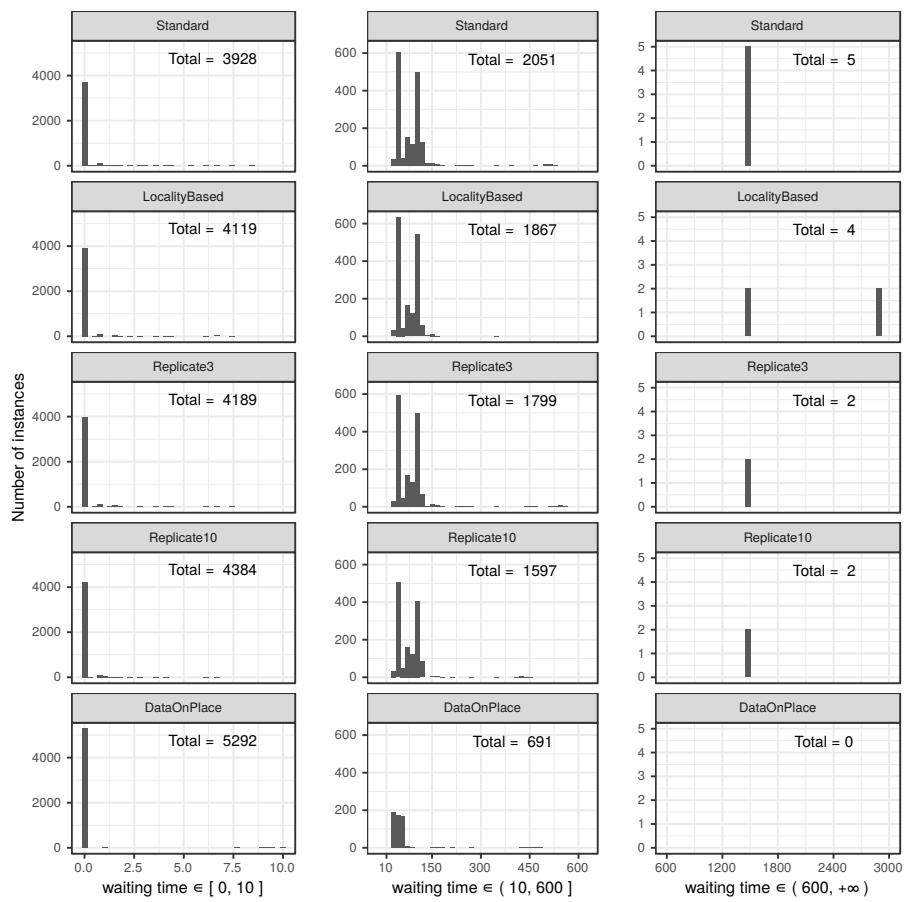 Number of instances
Standard
Total = 3928
4000
2000
0
Standard
Total = 2051
600
400
200
0
Standard
Total = 5
5
4
3
2
1
0
LocalityBased
Total = 4119
4000
2000
0
LocalityBased
Total = 1867
600
400
200
0
LocalityBased
Total = 4
5
4
3
2
1
0
Replicate3
Total = 4189
4000
2000
0
Replicate3
Total = 1799
600
400
200
0
Replicate3
Total = 2
5
4
3
2
1
0
Replicate10
Total = 4384
4000
2000
0
Replicate10
Total = 1597
600
400
200
0
Replicate10
Total = 2
5
4
3
2
1
0
DataOnPlace
Total = 5292
4000
2000
0
DataOnPlace
Total = 691
600
400
200
0
DataOnPlace
Total = 0
5
4
3
2
1
0
0.0 2.5 5.0 7.5 10.0
waiting time ∈ [ 0, 10 ]
10 150 300 450 600
waiting time ∈ ( 10, 600 ]
600 1200 1800 2400 3000
waiting time ∈ ( 600, +∞ )